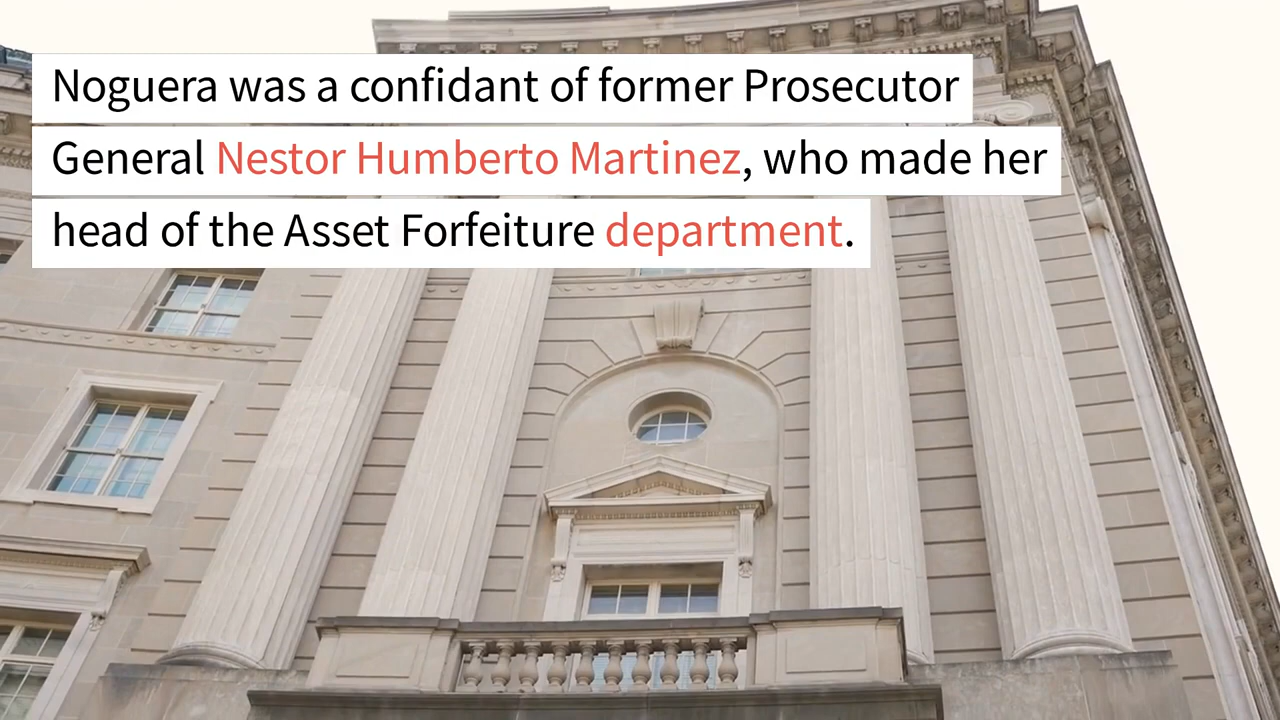 Noguera was a confidant of former Prosecutor
General Nestor Humberto Martinez, who made her
head of the Asset Forfeiture department.